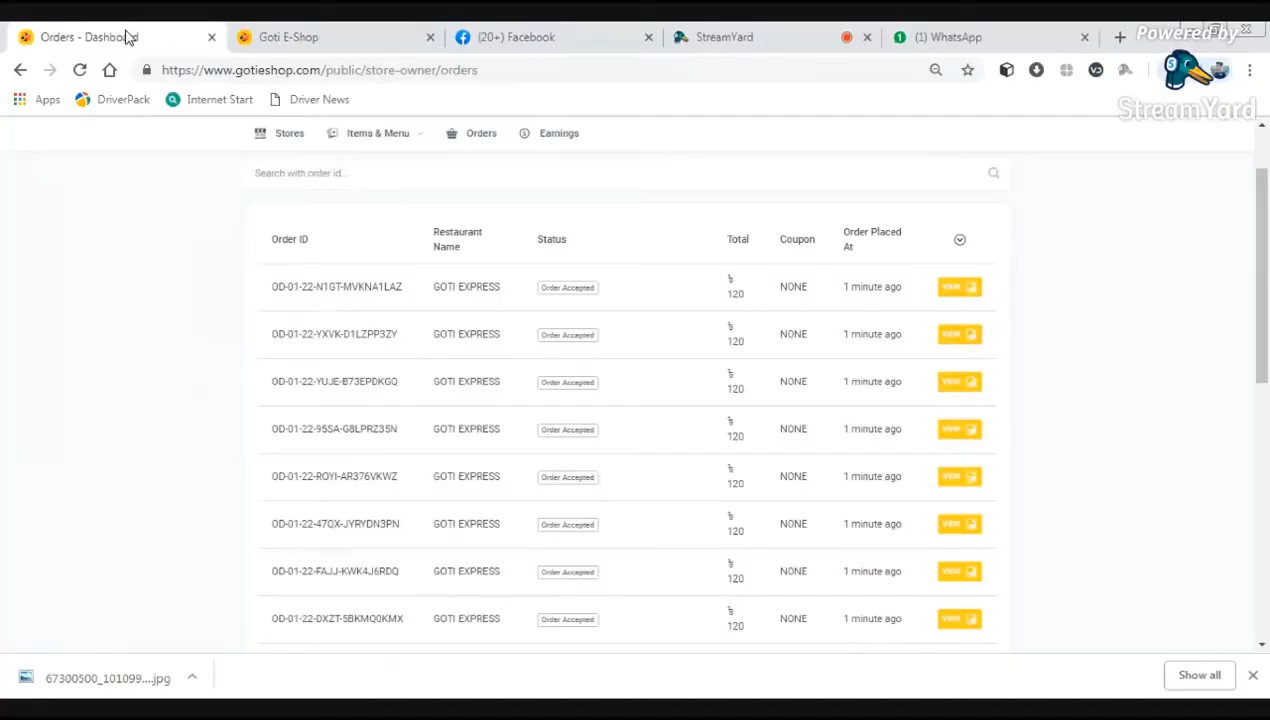 Orders - Dashboard
Goti E-Shop
(20+) Facebook
StreamYard
(1) WhatsApp
Powered by
https://www.gotieshop.com/public/store-owner/orders
Apps
DriverPack
Internet Start
Driver News
StreamYard
Stores
Items & Menu
Orders
Earnings
Search with order id...
Order ID
Restaurant
Name
Status
Total
Coupon
Order Placed
At
OD-01-22-N1GT-MVKNA1LAZ GOTI EXPRESS Order Accepted ৳ 120 NONE 1 minute ago VIEW
OD-01-22-YXVK-D1LZPP3ZY GOTI EXPRESS Order Accepted ৳ 120 NONE 1 minute ago VIEW
OD-01-22-YUJE-B73EPDKGQ GOTI EXPRESS Order Accepted ৳ 120 NONE 1 minute ago VIEW
OD-01-22-95SA-G8LPRZ35N GOTI EXPRESS Order Accepted ৳ 120 NONE 1 minute ago VIEW
OD-01-22-ROYI-AR376VKWZ GOTI EXPRESS Order Accepted ৳ 120 NONE 1 minute ago VIEW
OD-01-22-47QX-JYRYDN3PN GOTI EXPRESS Order Accepted ৳ 120 NONE 1 minute ago VIEW
OD-01-22-FAJJ-KWK4J6RDQ GOTI EXPRESS Order Accepted ৳ 120 NONE 1 minute ago VIEW
OD-01-22-DXZT-5BKMQ0KMX GOTI EXPRESS Order Accepted ৳ 120 NONE 1 minute ago VIEW
67300500_101099....jpg
Show all